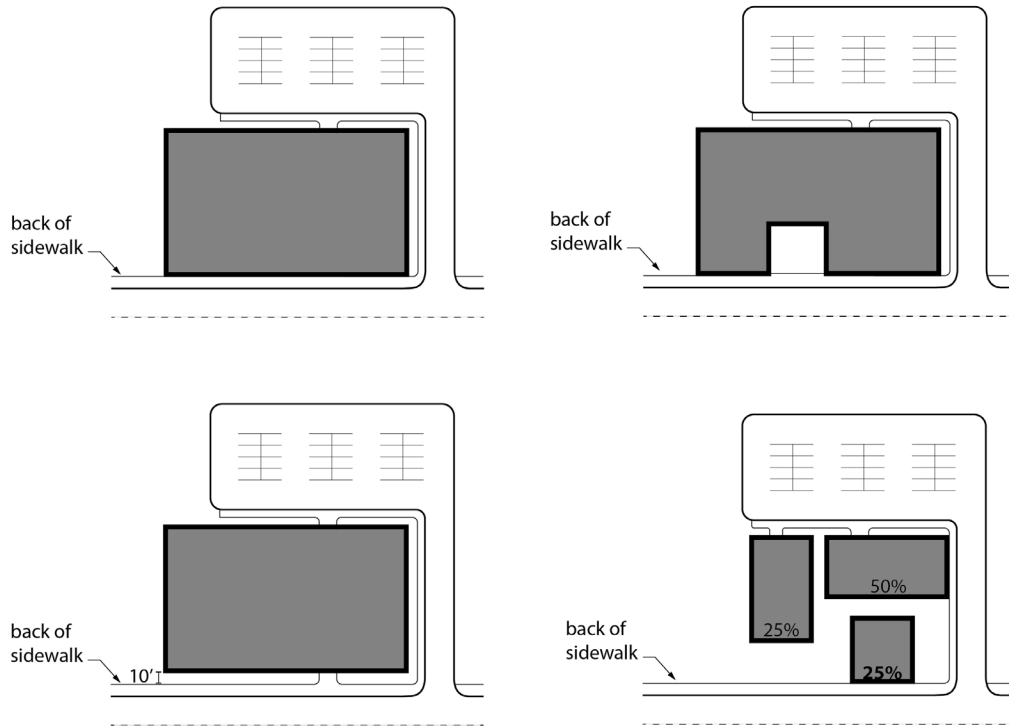 back of
sidewalk
back of
sidewalk
back of
sidewalk
10’
50%
25%
back of
sidewalk
25%